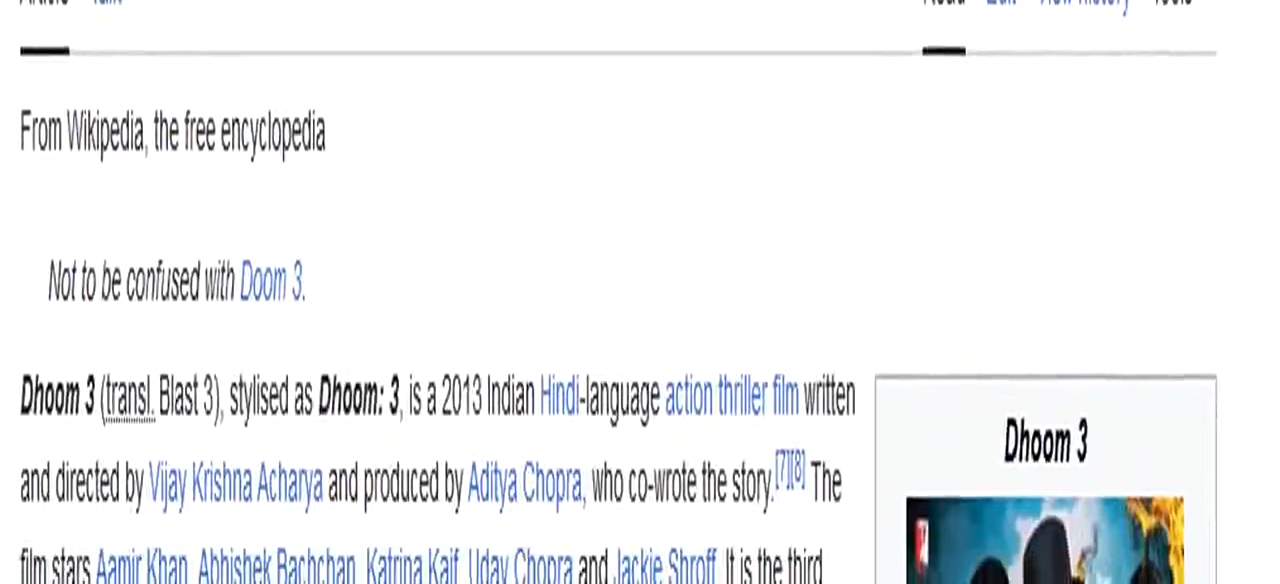 From Wikipedia, the free encyclopedia
Not to be confused with Doom 3.
Dhoom 3 (transl. Blast 3), stylised as Dhoom: 3, is a 2013 Indian Hindi-language action thriller film written
and directed by Vijay Krishna Acharya and produced by Aditya Chopra, who co-wrote the story.[7][8] The
film stars Aamir Khan, Abhishek Bachchan, Katrina Kaif, Uday Chopra and Jackie Shroff. It is the third
Dhoom 3